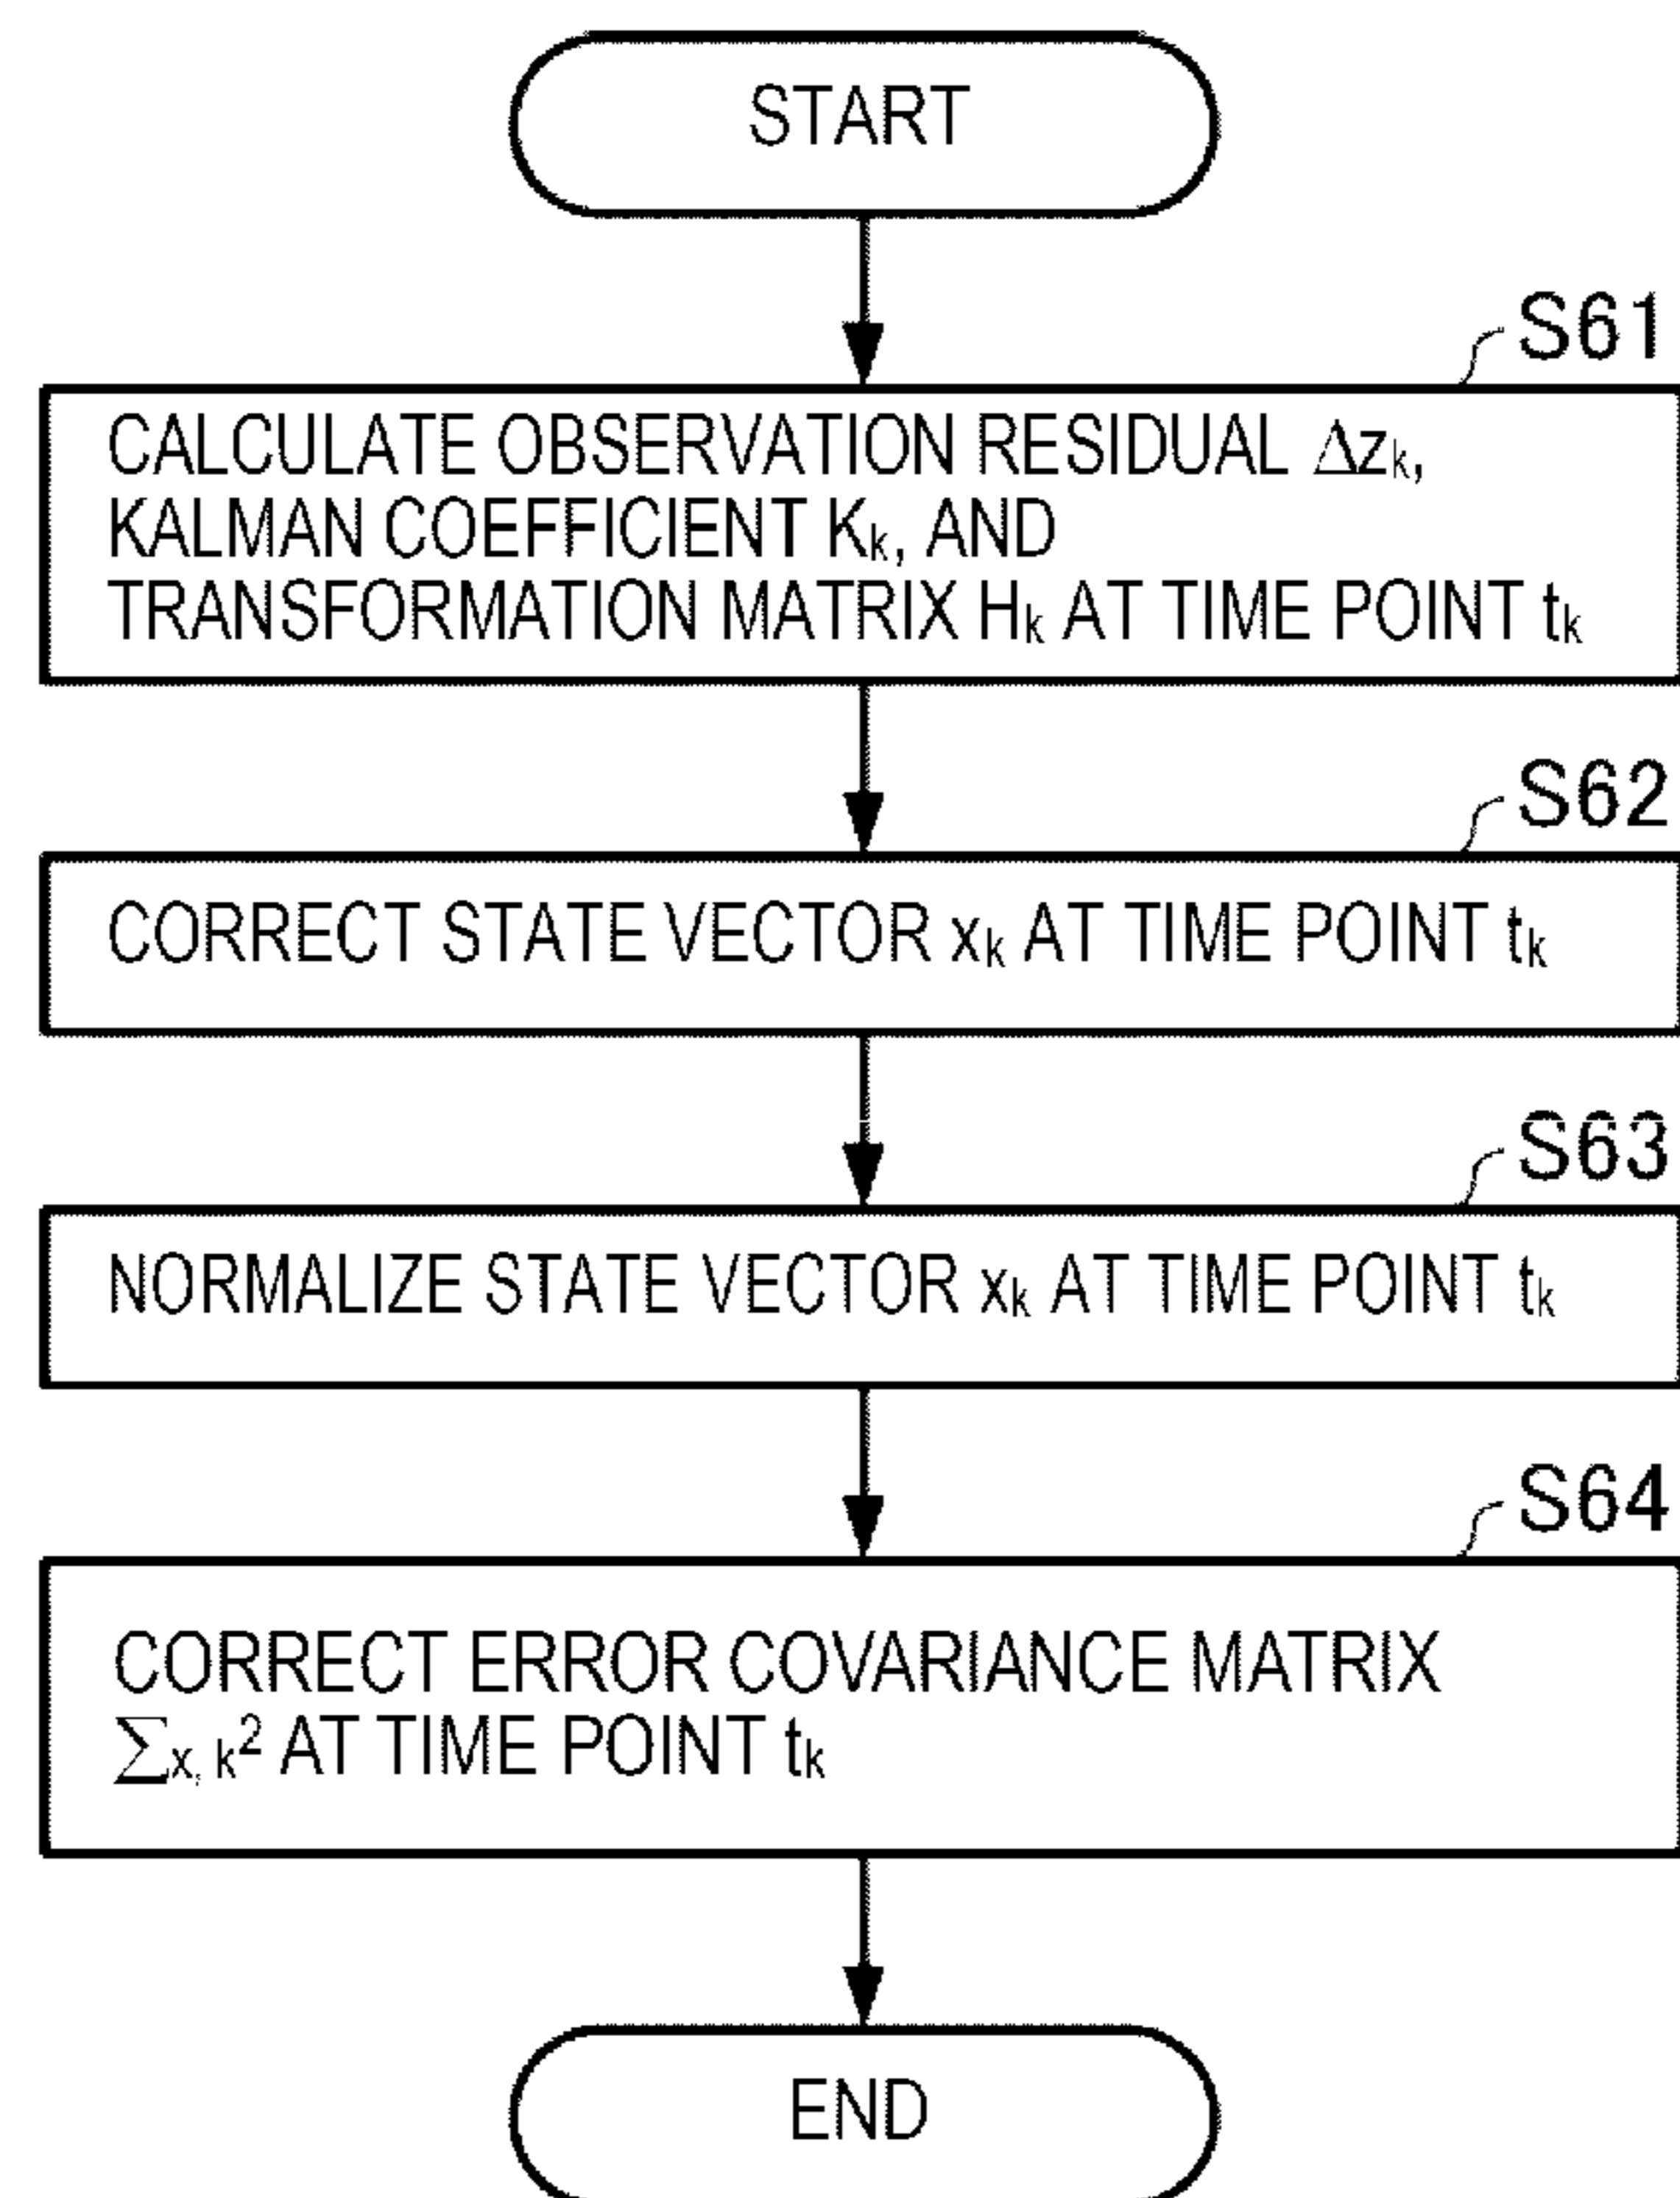 START
S61
CALCULATE OBSERVATION RESIDUAL Δzk,
KALMAN COEFFICIENT Kk, AND
TRANSFORMATION MATRIX Hk AT TIME POINT tk
S62
CORRECT STATE VECTOR xk AT TIME POINT tk
S63
NORMALIZE STATE VECTOR xk AT TIME POINT tk
S64
CORRECT ERROR COVARIANCE MATRIX
∑x, k² AT TIME POINT tk
END